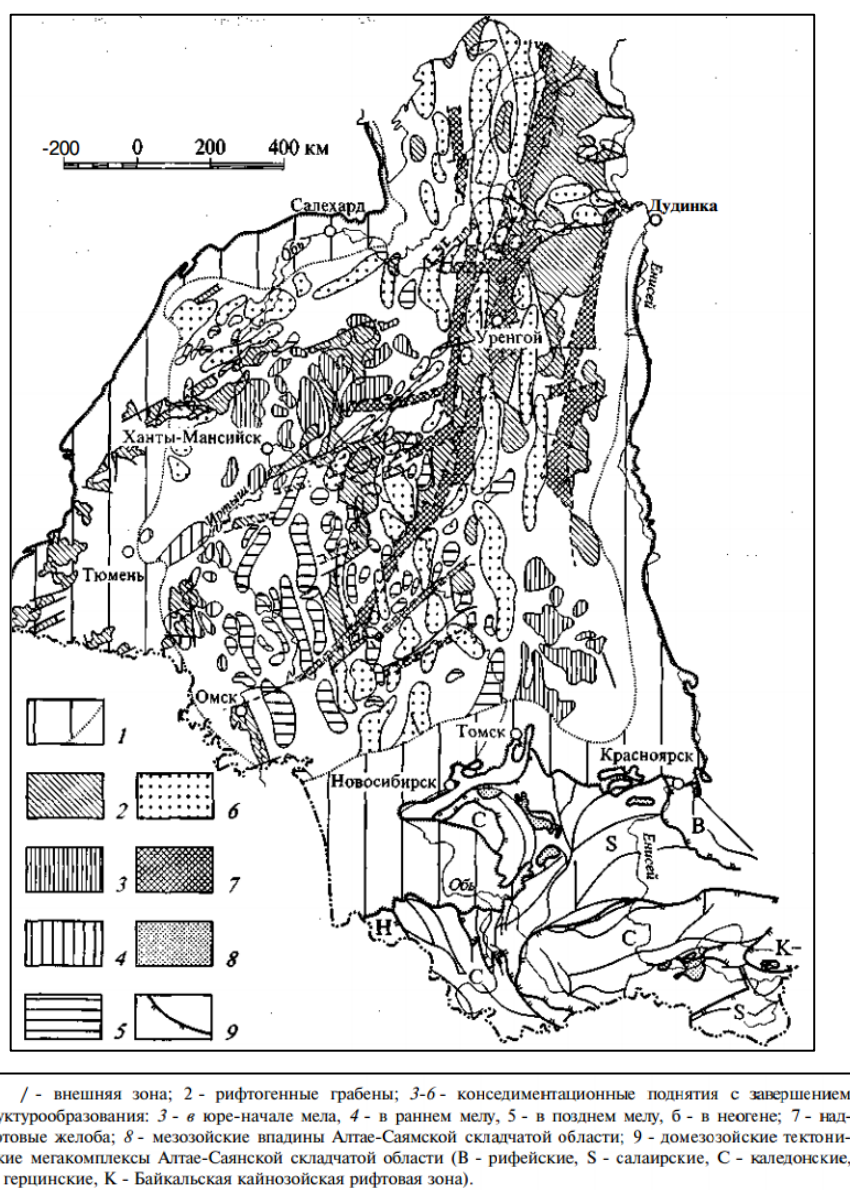 -200 0 200 400 км
Салехард
Дудинка
Обь
Енисей
Уренгой
Ханты-Мансийск
Иртыш
Тюмень
Омск
Томск
Красноярск
Новосибирск
C
B
S
Енисей
Обь
H
C
K
C
S
1
2
6
3
7
4
8
5
9
/ - внешняя зона; 2 - рифтогенные грабены; 3-6 - конседиментационные поднятия с завершением
уктурообразования: 3 - в юре-начале мела, 4 - в раннем мелу, 5 - в позднем мелу, б - в неогене; 7 - над-
отовые желоба; 8 - мезозойские впадины Алтае-Саямской складчатой области; 9 - домезозойские тектони-
кие мегакомплексы Алтае-Саянской складчатой области (В - рифейские, S - салаирские, С - каледонские,
герцинские, К - Байкальская кайнозойская рифтовая зона).